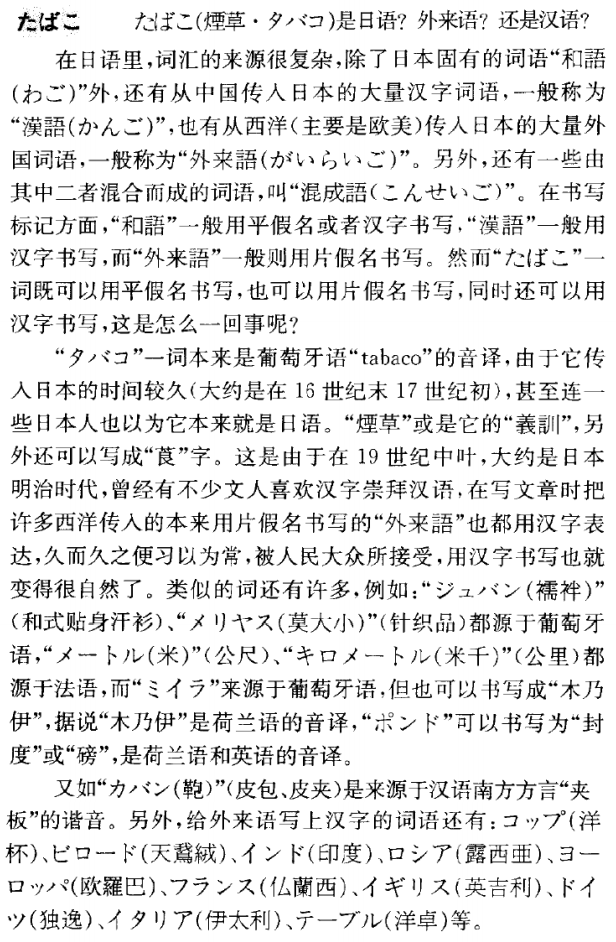 たばこ　　たばこ(煙草・タバコ)是日语? 外来语? 还是汉语?
在日语里,词汇的来源很复杂,除了日本固有的词语“和語
(わご)”外,还有从中国传入日本的大量汉字词语,一般称为
“漢語(かんご)”,也有从西洋(主要是欧美)传入日本的大量外
国词语,一般称为“外来語(がいらいご)”。另外,还有一些由
其中二者混合而成的词语,叫“混成語(こんせいご)”。在书写
标记方面,“和語”一般用平假名或者汉字书写,“漢語”一般用
汉字书写,而“外来語”一般则用片假名书写。然而“たばこ”一
词既可以用平假名书写,也可以用片假名书写,同时还可以用
汉字书写,这是怎么一回事呢?
“タバコ”一词本来是葡萄牙语“tabaco”的音译,由于它传
入日本的时间较久(大约是在 16 世纪末 17 世纪初),甚至连一
些日本人也以为它本来就是日语。“煙草”或是它的“義訓”,另
外还可以写成“莨”字。这是由于在 19 世纪中叶,大约是日本
明治时代,曾经有不少文人喜欢汉字崇拜汉语,在写文章时把
许多西洋传入的本来用片假名书写的“外来語”也都用汉字表
达,久而久之便习以为常,被人民大众所接受,用汉字书写也就
变得很自然了。类似的词还有许多,例如:“ジュバン(襦袢)”
(和式贴身汗衫)、“メリヤス(莫大小)”(针织品)都源于葡萄牙
语,“メートル(米)”(公尺)、“キロメートル(米千)”(公里)都
源于法语,而“ミイラ”来源于葡萄牙语,但也可以书写成“木乃
伊”,据说“木乃伊”是荷兰语的音译,“ポンド”可以书写为“封
度”或“磅”,是荷兰语和英语的音译。
又如“カバン(鞄)”(皮包、皮夹)是来源于汉语南方方言“夹
板”的谐音。另外,给外来语写上汉字的词语还有:コップ(洋
杯)、ビロード(天鵞絨)、インド(印度)、ロシア(露西亜)、ヨー
ロッパ(欧羅巴)、フランス(仏蘭西)、イギリス(英吉利)、ドイ
ツ(独逸)、イタリア(伊太利)、テーブル(洋卓)等。